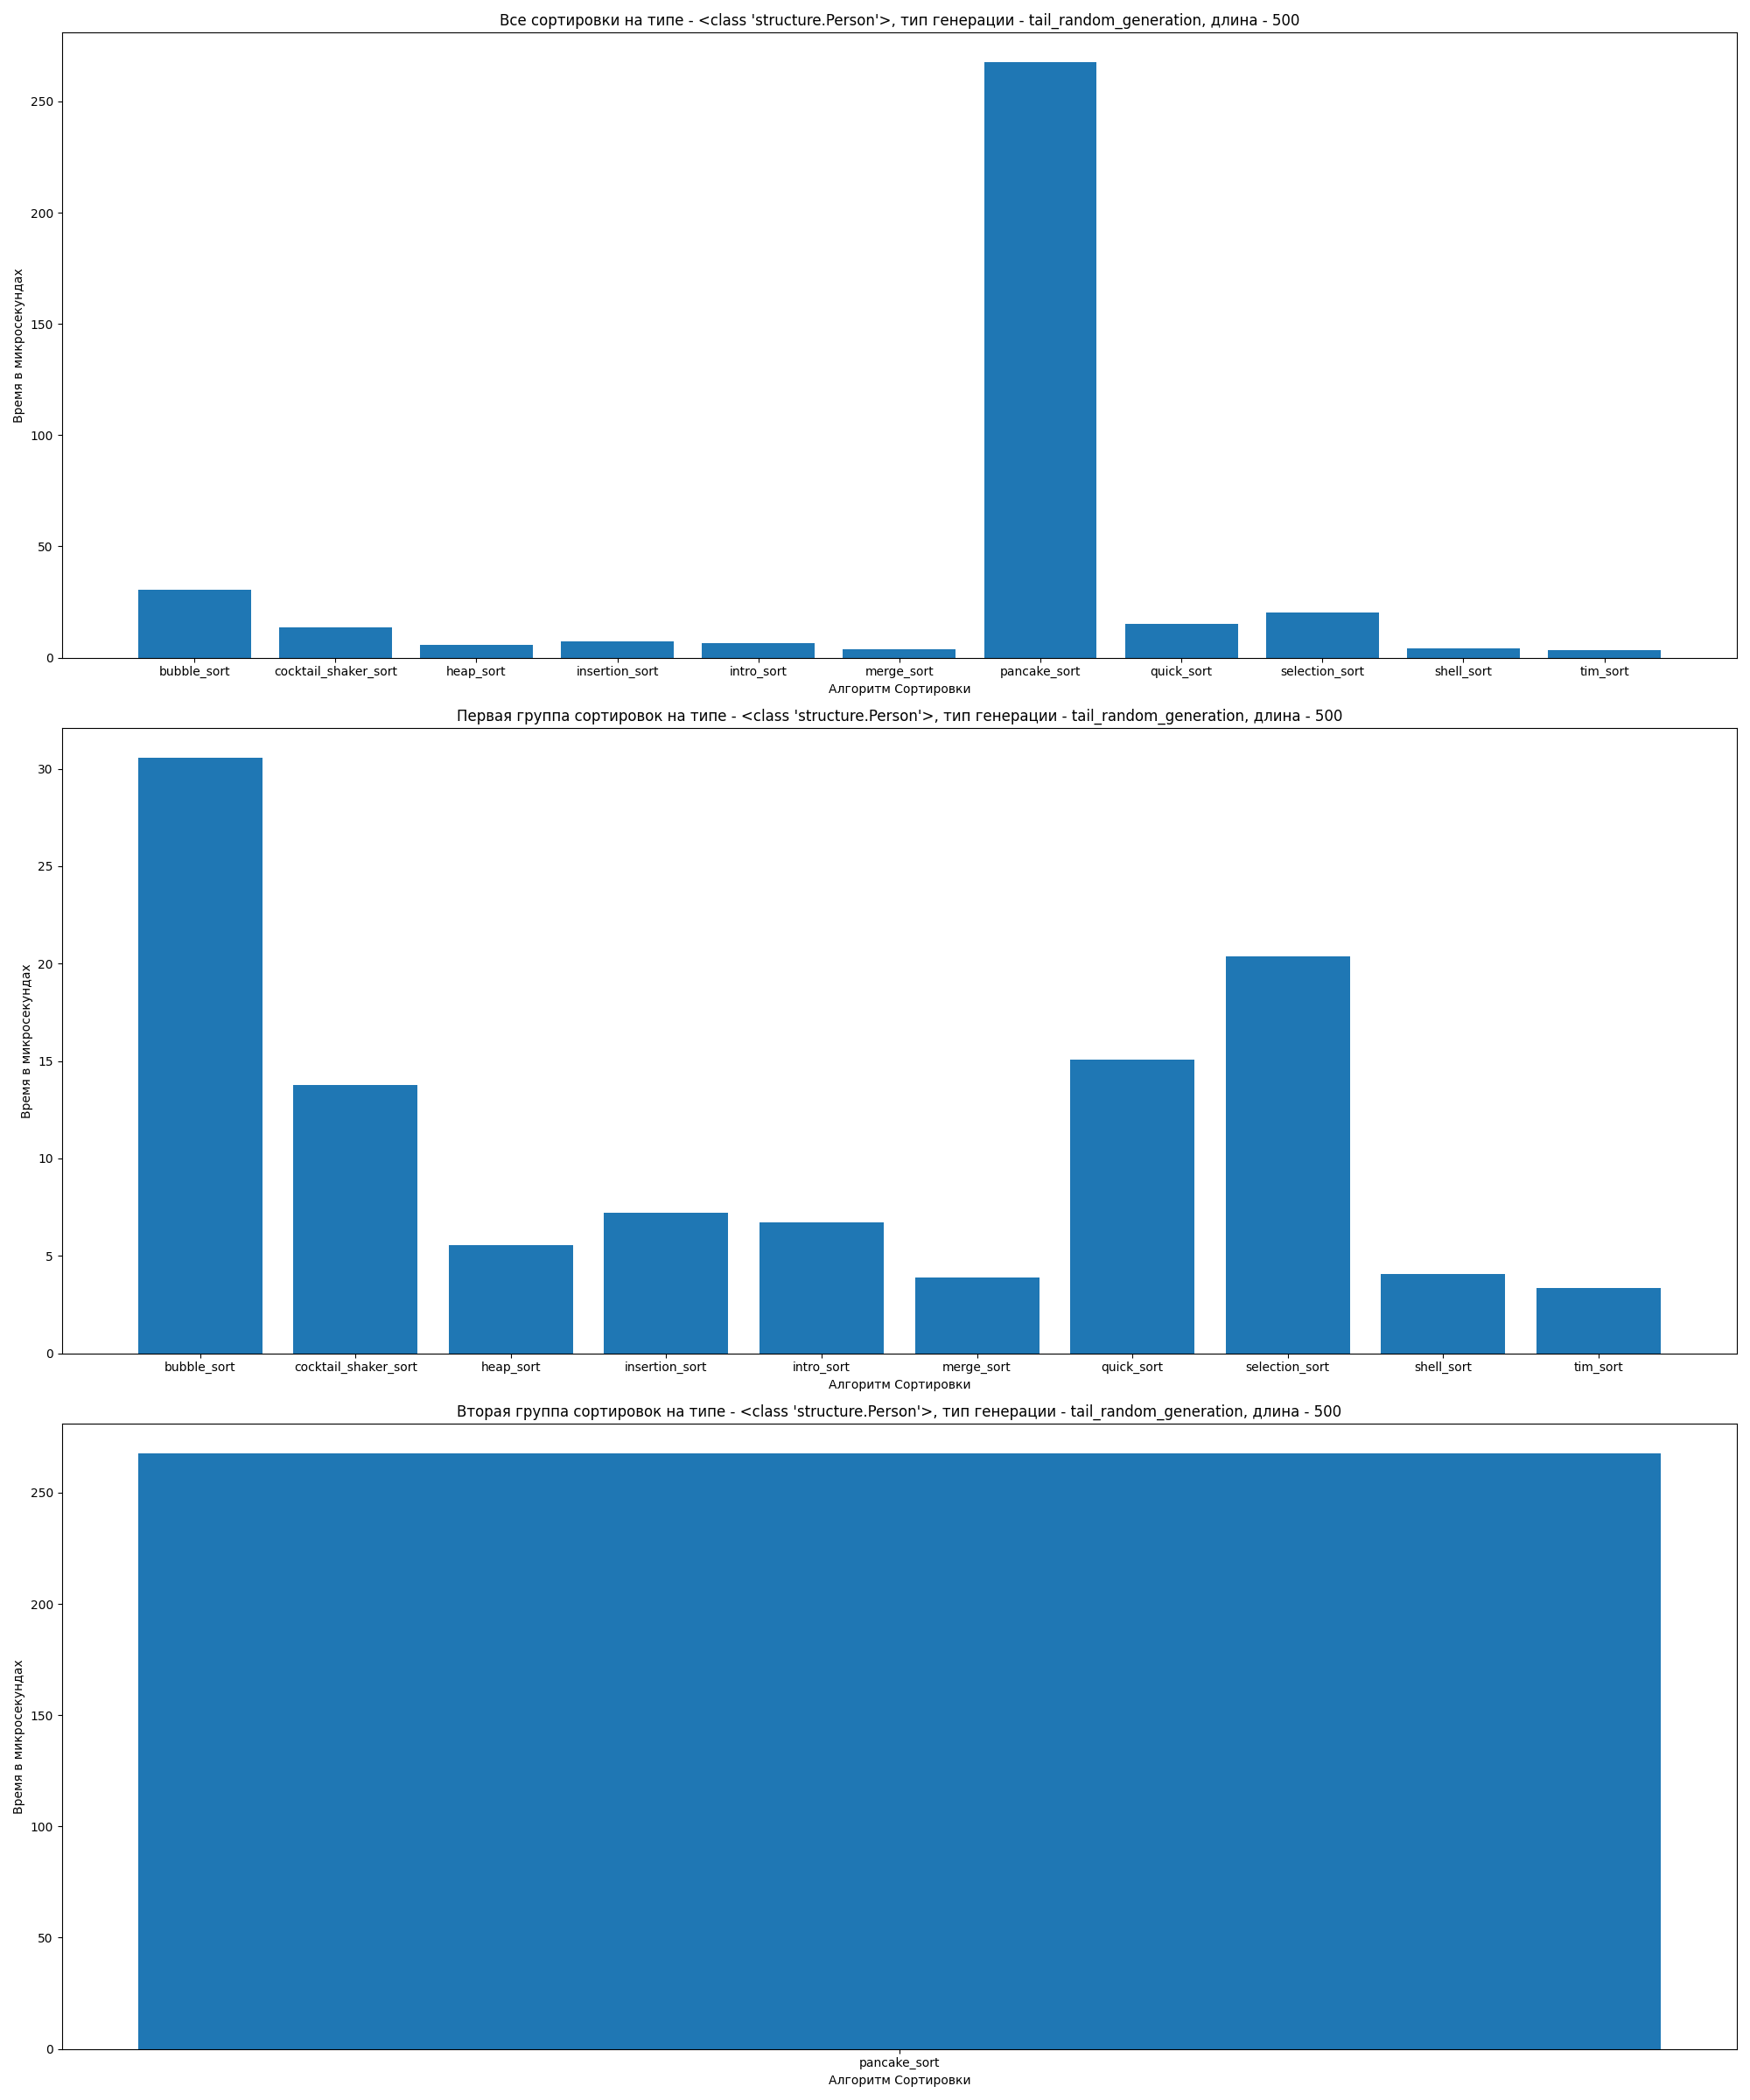 Все сортировки на типе - <class 'structure.Person'>, тип генерации - tail_random_generation, длина - 500
Время в микросекундах
250
200
150
100
50
0
bubble_sort cocktail_shaker_sort heap_sort insertion_sort intro_sort merge_sort pancake_sort quick_sort selection_sort shell_sort tim_sort
Алгоритм Сортировки
Первая группа сортировок на типе - <class 'structure.Person'>, тип генерации - tail_random_generation, длина - 500
Время в микросекундах
30
25
20
15
10
5
0
bubble_sort cocktail_shaker_sort heap_sort insertion_sort intro_sort merge_sort quick_sort selection_sort shell_sort tim_sort
Алгоритм Сортировки
Вторая группа сортировок на типе - <class 'structure.Person'>, тип генерации - tail_random_generation, длина - 500
Время в микросекундах
250
200
150
100
50
0
pancake_sort
Алгоритм Сортировки